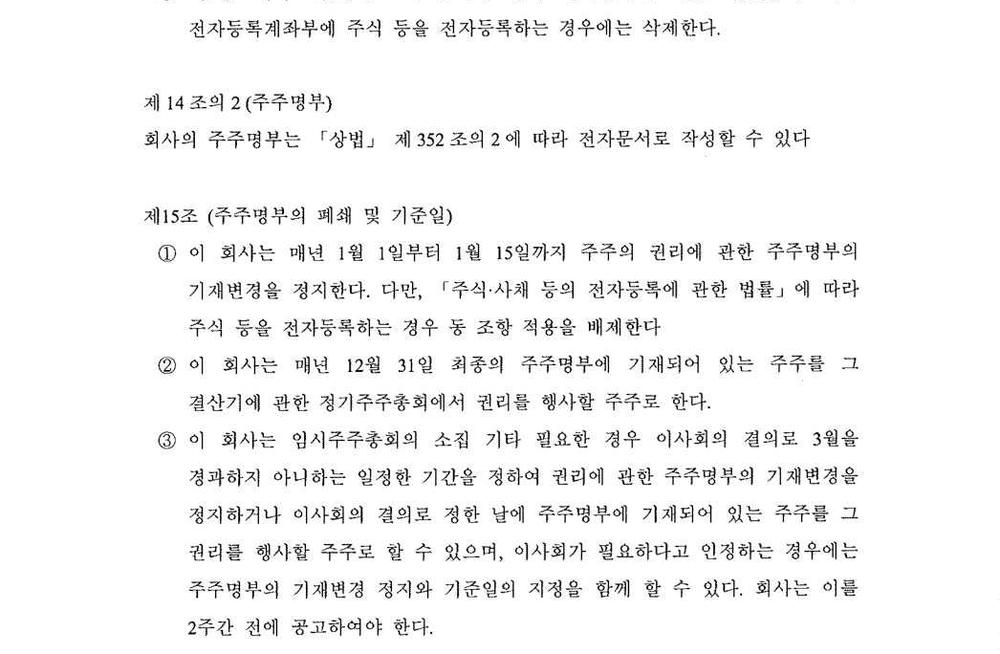 전자등록계좌부에 주식 등을 전자등록하는 경우에는 삭제한다.
제 14 조의 2 (주주명부)
회사의 주주명부는 「상법」 제 352 조의 2 에 따라 전자문서로 작성할 수 있다
제15조 (주주명부의 폐쇄 및 기준일)
① 이 회사는 매년 1월 1일부터 1월 15일까지 주주의 권리에 관한 주주명부의
기재변경을 정지한다. 다만, 「주식·사채 등의 전자등록에 관한 법률」에 따라
주식 등을 전자등록하는 경우 동 조항 적용을 배제한다
② 이 회사는 매년 12월 31일 최종의 주주명부에 기재되어 있는 주주를 그
결산기에 관한 정기주주총회에서 권리를 행사할 주주로 한다.
③ 이 회사는 임시주주총회의 소집 기타 필요한 경우 이사회의 결의로 3월을
경과하지 아니하는 일정한 기간을 정하여 권리에 관한 주주명부의 기재변경을
정지하거나 이사회의 결의로 정한 날에 주주명부에 기재되어 있는 주주를 그
권리를 행사할 주주로 할 수 있으며, 이사회가 필요하다고 인정하는 경우에는
주주명부의 기재변경 정지와 기준일의 지정을 함께 할 수 있다. 회사는 이를
2주간 전에 공고하여야 한다.